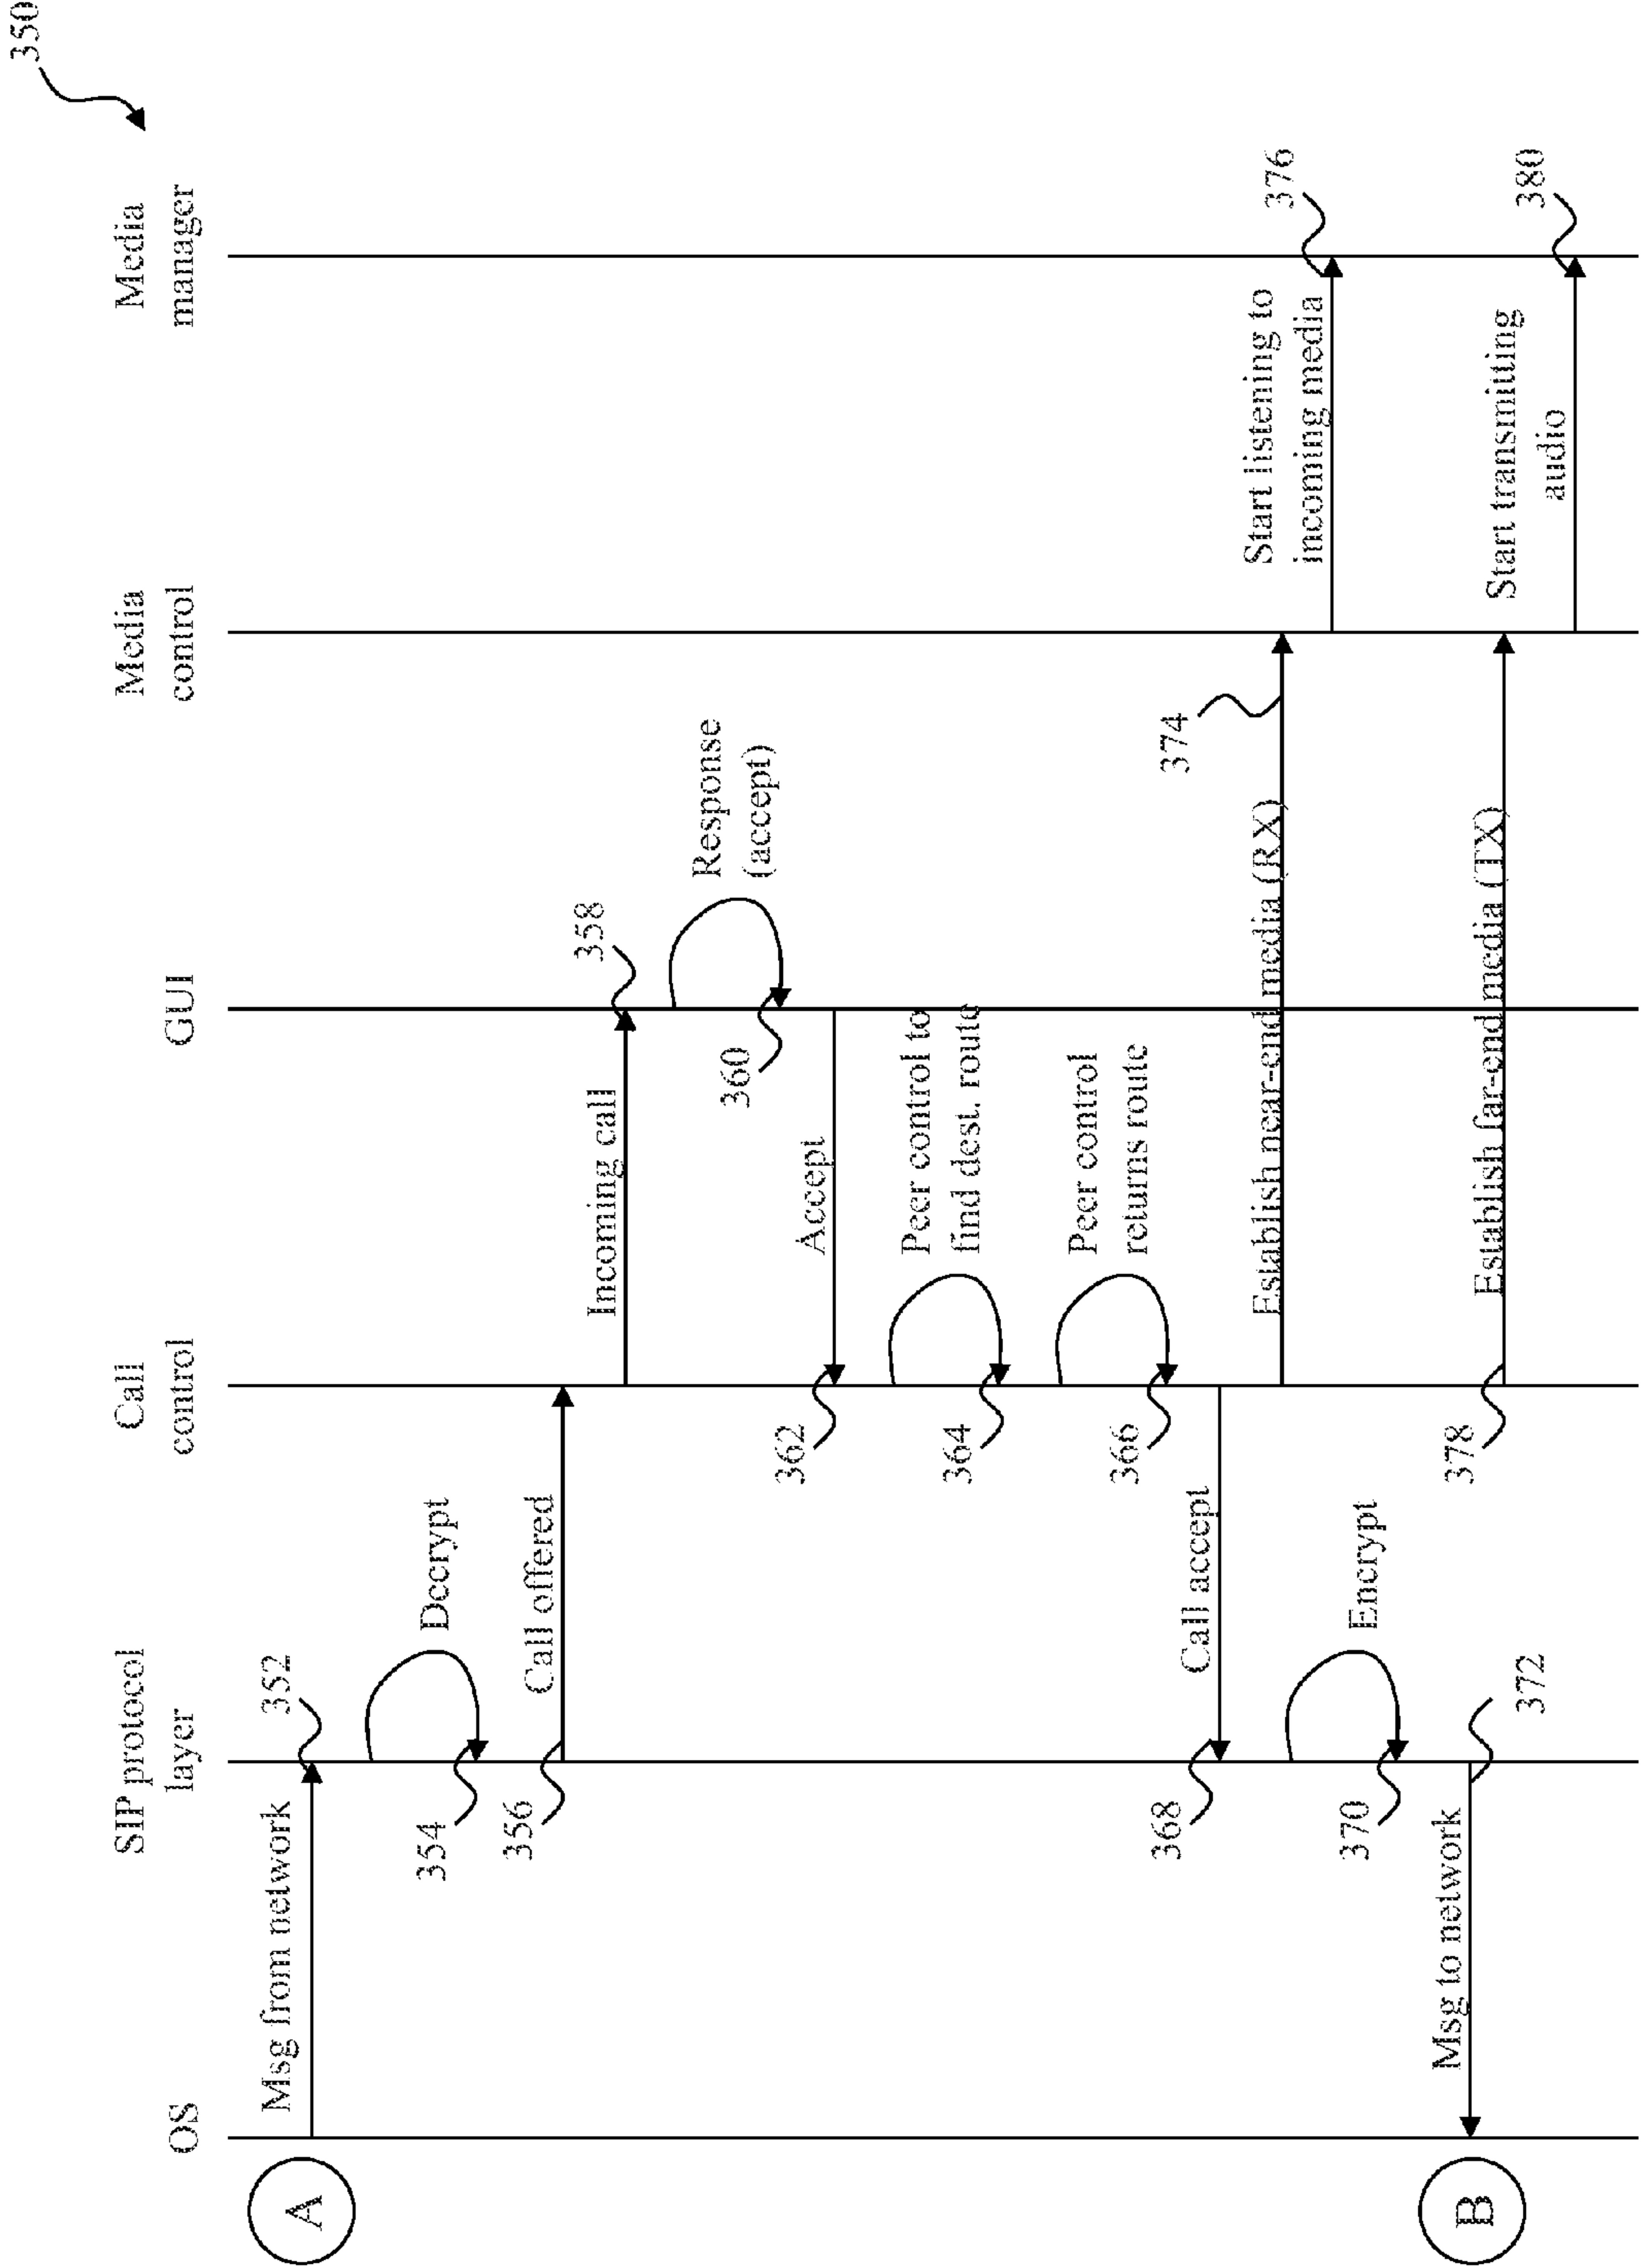 350
OS
SIP protocol
layer
Call
control
GUI
Media
control
Media
manager
A
Msg from network
352
Decrypt
354
Call offered
356
Incoming call
358
Response
(accept)
360
Accept
362
Peer control to
find dest. route
364
Peer control
returns route
366
Call accept
368
Establish near-end media (RX)
374
Start listening to
incoming media
376
Encrypt
370
B
Msg to network
372
Establish far-end media (TX)
378
Start transmitting
audio
380